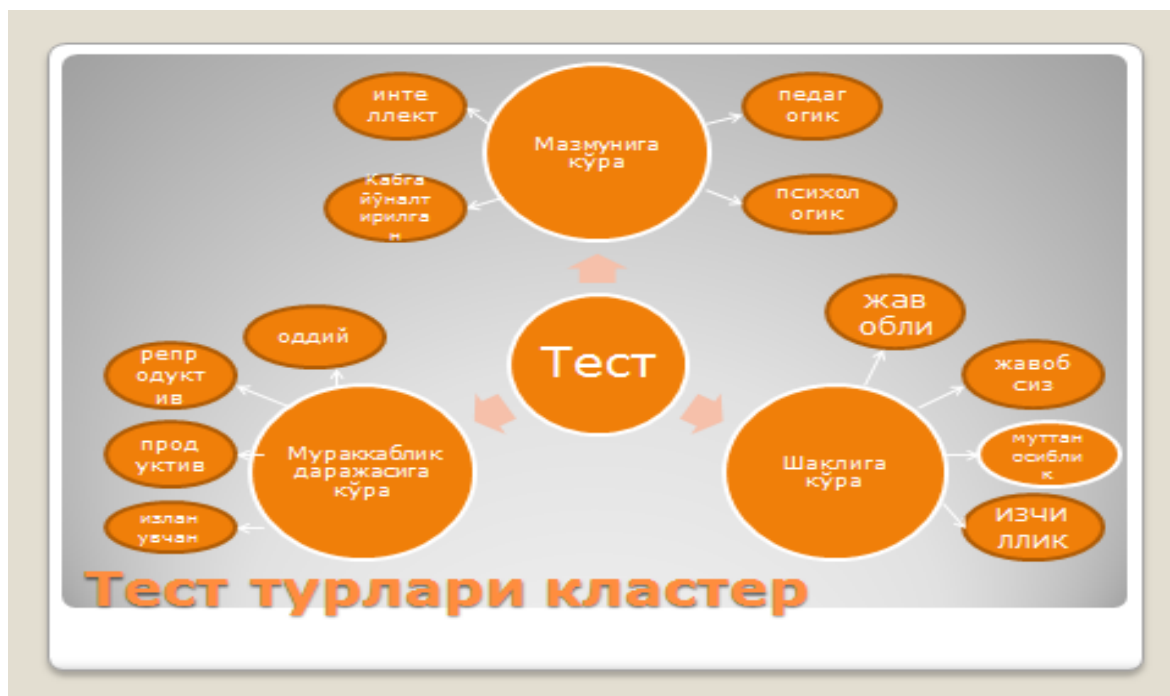 инте
ллект
Кабга
йўналт
ирилга
н
Мазмунига
кўра
педаг
огик
психол
огик
Тест
оддий
репр
одукт
ив
прод
уктив
излан
увчан
Мураккаблик
даражасига
кўра
Шаклига
кўра
жав
обли
жавоб
сиз
муттан
осибли
к
изчи
ллик
Тест турлари кластер